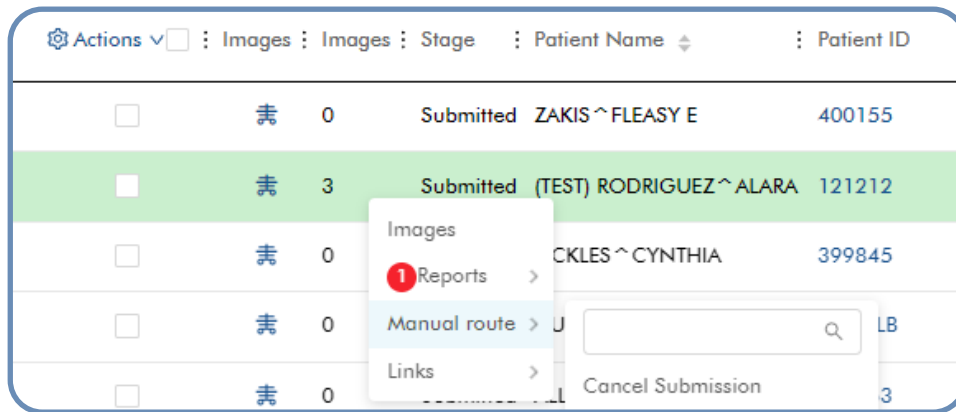 Actions Images Images Stage Patient Name Patient ID
0 Submitted ZAKIS^FLEASY E 400155
3 Submitted (TEST) RODRIGUEZ^ALARA 121212
Images
0 CKLES^CYNTHIA 399845
1 Reports
0 Manual route U LB
Links
Cancel Submission
0 3